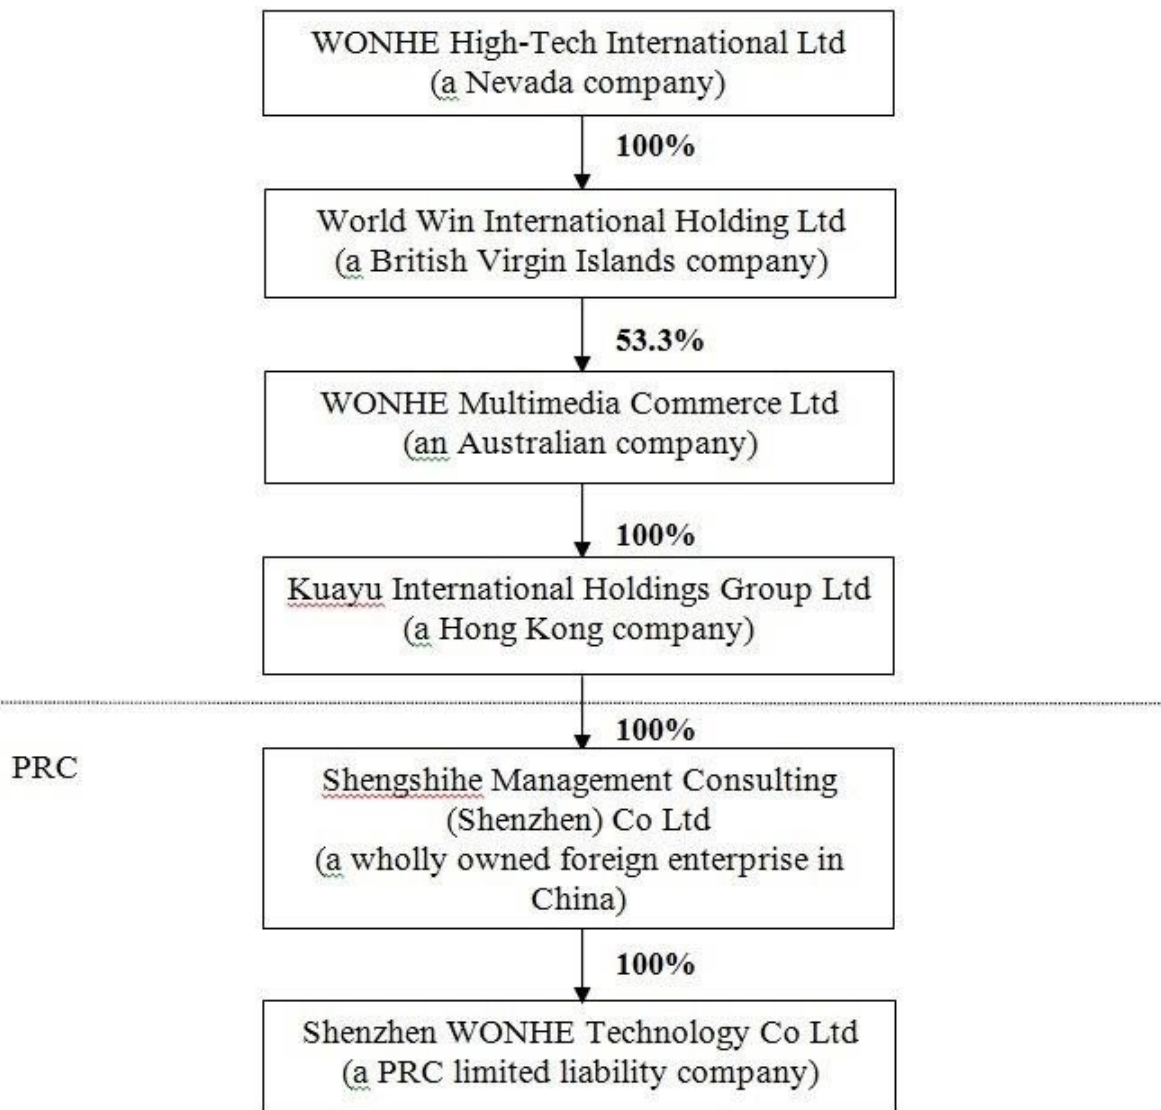 WONHE High-Tech International Ltd
(a Nevada company)
100%
World Win International Holding Ltd
(a British Virgin Islands company)
53.3%
WONHE Multimedia Commerce Ltd
(an Australian company)
100%
Kuayu International Holdings Group Ltd
(a Hong Kong company)
100%
PRC
Shengshihe Management Consulting
(Shenzhen) Co Ltd
(a wholly owned foreign enterprise in
China)
100%
Shenzhen WONHE Technology Co Ltd
(a PRC limited liability company)